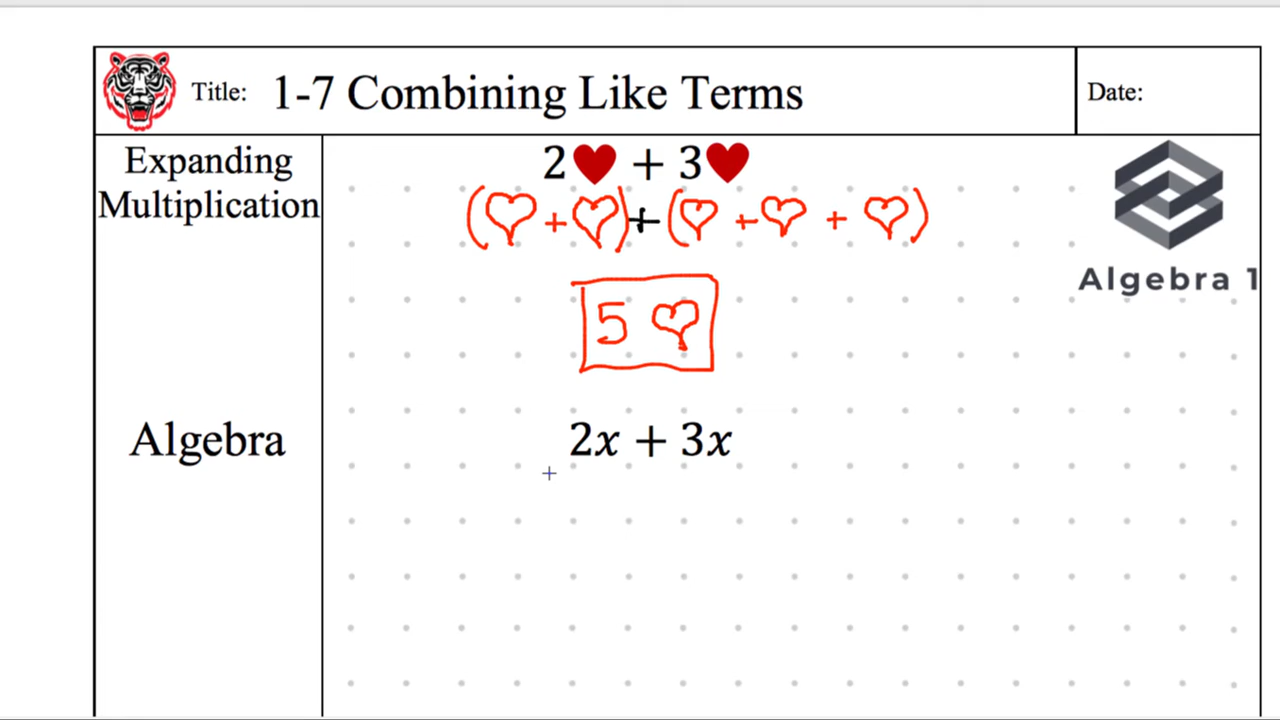 Title: 1-7 Combining Like Terms
Date:
Expanding
Multiplication
2♥ + 3♥
(♡ + ♡) + (♡ + ♡ + ♡)
5 ♡
Algebra 1
Algebra
2x + 3x